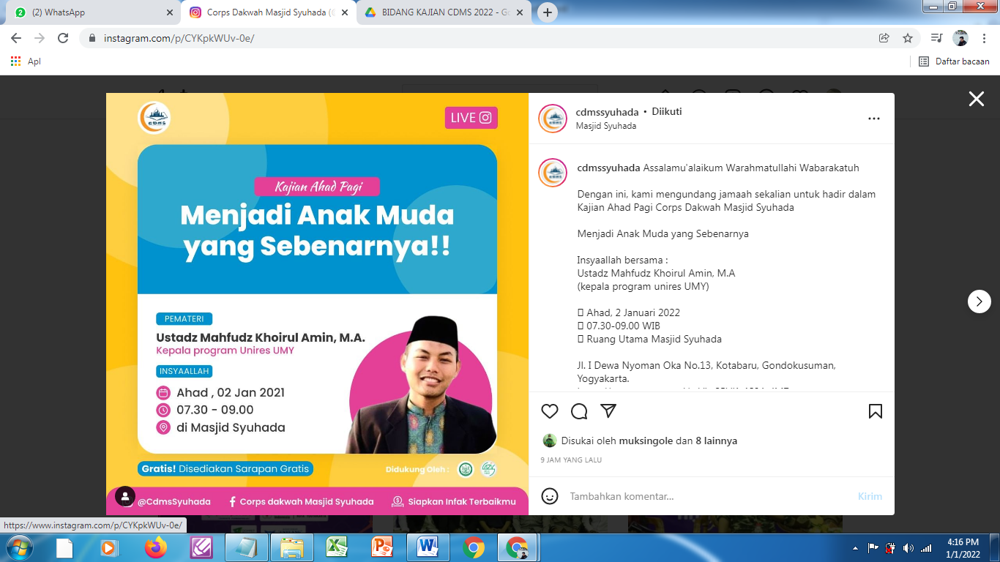 (2) WhatsApp
Corps Dakwah Masjid Syuhada (
BIDANG KAJIAN CDMS 2022 - Go
instagram.com/p/CYKpkWUv-0e/
Apl
Daftar bacaan
CDMS
LIVE
Kajian Ahad Pagi
Menjadi Anak Muda
yang Sebenarnya!!
PEMATERI
Ustadz Mahfudz Khoirul Amin, M.A.
Kepala program Unires UMY
INSYAALLAH
Ahad , 02 Jan 2021
07.30 - 09.00
di Masjid Syuhada
Gratis! Disediakan Sarapan Gratis
Didukung Oleh :
@CdmsSyuhada
Corps dakwah Masjid Syuhada
Siapkan Infak Terbaikmu
cdmssyuhada • Diikuti
Masjid Syuhada
cdmssyuhada Assalamu'alaikum Warahmatullahi Wabarakatuh
Dengan ini, kami mengundang jamaah sekalian untuk hadir dalam
Kajian Ahad Pagi Corps Dakwah Masjid Syuhada
Menjadi Anak Muda yang Sebenarnya
Insyaallah bersama :
Ustadz Mahfudz Khoirul Amin, M.A
(kepala program unires UMY)
Ahad, 2 Januari 2022
07.30-09.00 WIB
Ruang Utama Masjid Syuhada
Jl. I Dewa Nyoman Oka No.13, Kotabaru, Gondokusuman,
Yogyakarta.
Disukai oleh muksingole dan 8 lainnya
9 JAM YANG LALU
Tambahkan komentar...
Kirim
https://www.instagram.com/p/CYKpkWUv-0e/
4:16 PM
1/1/2022